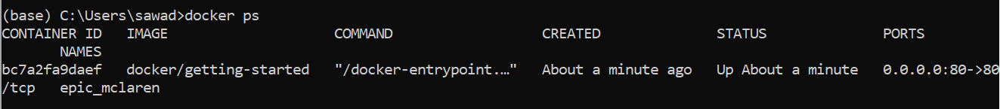 (base) C:\Users\sawad>docker ps
CONTAINER ID   IMAGE                    COMMAND                  CREATED              STATUS              PORTS
       NAMES
bc7a2fa9daef   docker/getting-started   "/docker-entrypoint.…"   About a minute ago   Up About a minute   0.0.0.0:80->80
/tcp   epic_mclaren